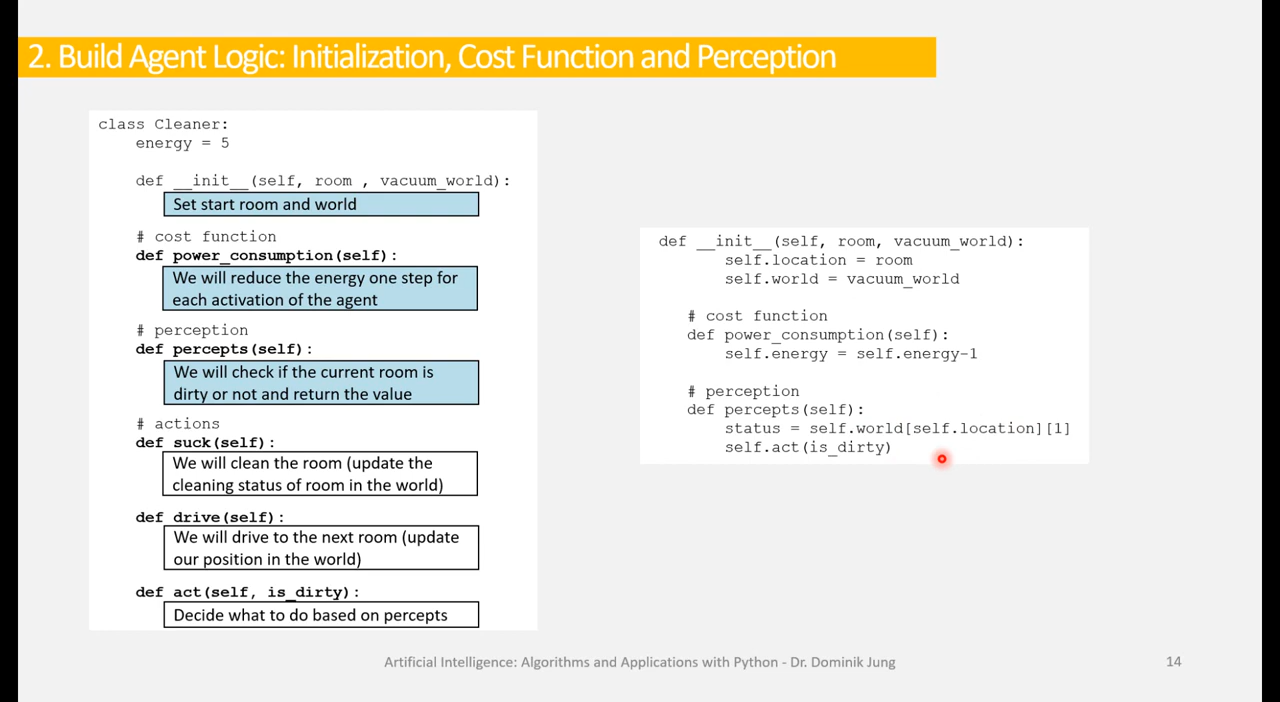 2. Build Agent Logic: Initialization, Cost Function and Perception
class Cleaner:
energy = 5
def __init__(self, room , vacuum_world):
Set start room and world
# cost function
def power_consumption(self):
We will reduce the energy one step for
each activation of the agent
# perception
def percepts(self):
We will check if the current room is
dirty or not and return the value
# actions
def suck(self):
We will clean the room (update the
cleaning status of room in the world)
def drive(self):
We will drive to the next room (update
our position in the world)
def act(self, is_dirty):
Decide what to do based on percepts
def __init__(self, room, vacuum_world):
self.location = room
self.world = vacuum_world
# cost function
def power_consumption(self):
self.energy = self.energy-1
# perception
def percepts(self):
status = self.world[self.location][1]
self.act(is_dirty)
Artificial Intelligence: Algorithms and Applications with Python - Dr. Dominik Jung
14